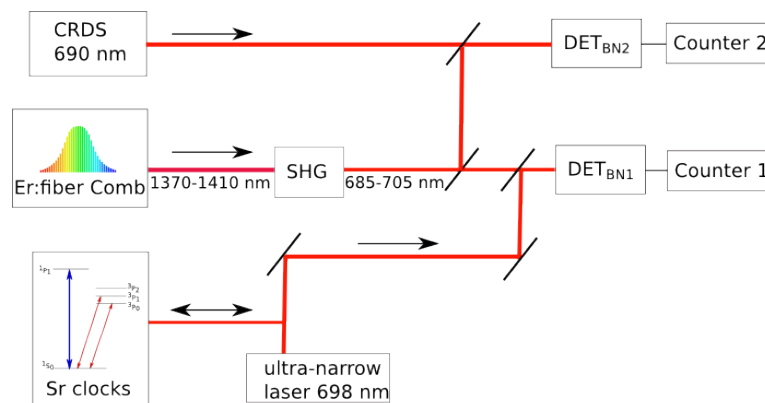 CRDS
690 nm
DET_BN2
Counter 2
Er:fiber Comb
1370-1410 nm
SHG
685-705 nm
DET_BN1
Counter 1
¹P₁
³P₂
³P₁
³P₀
¹S₀
Sr clocks
ultra-narrow
laser 698 nm